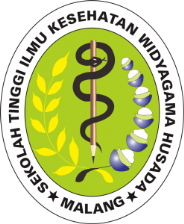 SEKOLAH TINGGI ILMU KESEHATAN WIDYAGAMA HUSADA
★ MALANG ★